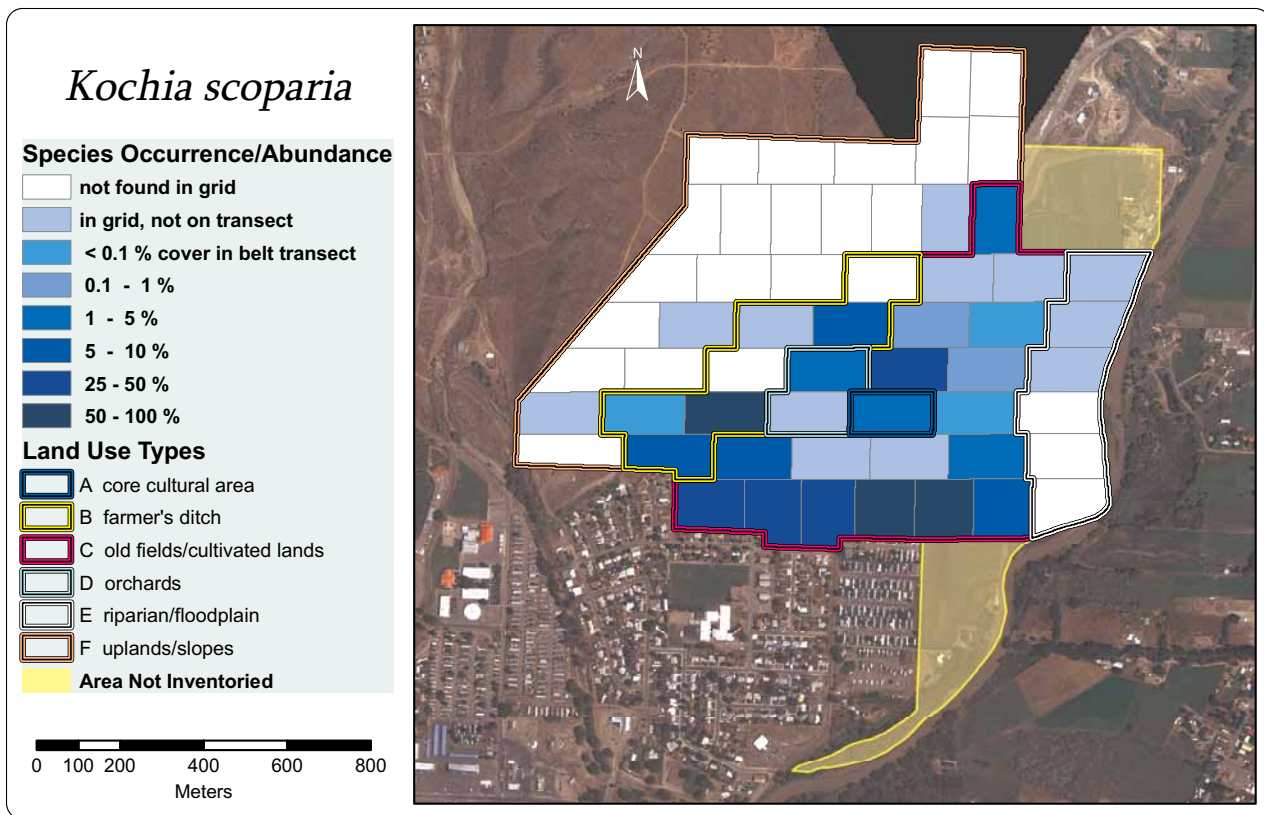 Kochia scoparia
Species Occurrence/Abundance
not found in grid
in grid, not on transect
< 0.1 % cover in belt transect
0.1 - 1 %
1 - 5 %
5 - 10 %
25 - 50 %
50 - 100 %
Land Use Types
A core cultural area
B farmer's ditch
C old fields/cultivated lands
D orchards
E riparian/floodplain
F uplands/slopes
Area Not Inventoried
0 100 200 400 600 800
Meters
N